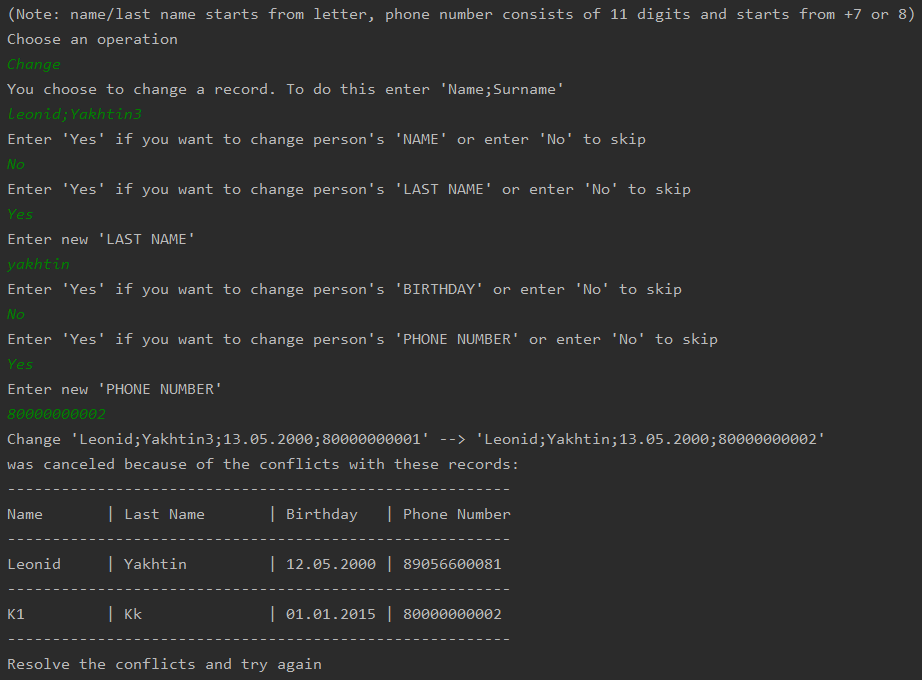 (Note: name/last name starts from letter, phone number consists of 11 digits and starts from +7 or 8)
Choose an operation
Change
You choose to change a record. To do this enter 'Name;Surname'
leonid;Yakhtin3
Enter 'Yes' if you want to change person's 'NAME' or enter 'No' to skip
No
Enter 'Yes' if you want to change person's 'LAST NAME' or enter 'No' to skip
Yes
Enter new 'LAST NAME'
yakhtin
Enter 'Yes' if you want to change person's 'BIRTHDAY' or enter 'No' to skip
No
Enter 'Yes' if you want to change person's 'PHONE NUMBER' or enter 'No' to skip
Yes
Enter new 'PHONE NUMBER'
80000000002
Change 'Leonid;Yakhtin3;13.05.2000;80000000001' --> 'Leonid;Yakhtin;13.05.2000;80000000002'
was canceled because of the conflicts with these records:
--------------------------------------------------------
Name       | Last Name       | Birthday   | Phone Number
--------------------------------------------------------
Leonid     | Yakhtin         | 12.05.2000 | 89056600081
--------------------------------------------------------
K1         | Kk              | 01.01.2015 | 80000000002
--------------------------------------------------------
Resolve the conflicts and try again